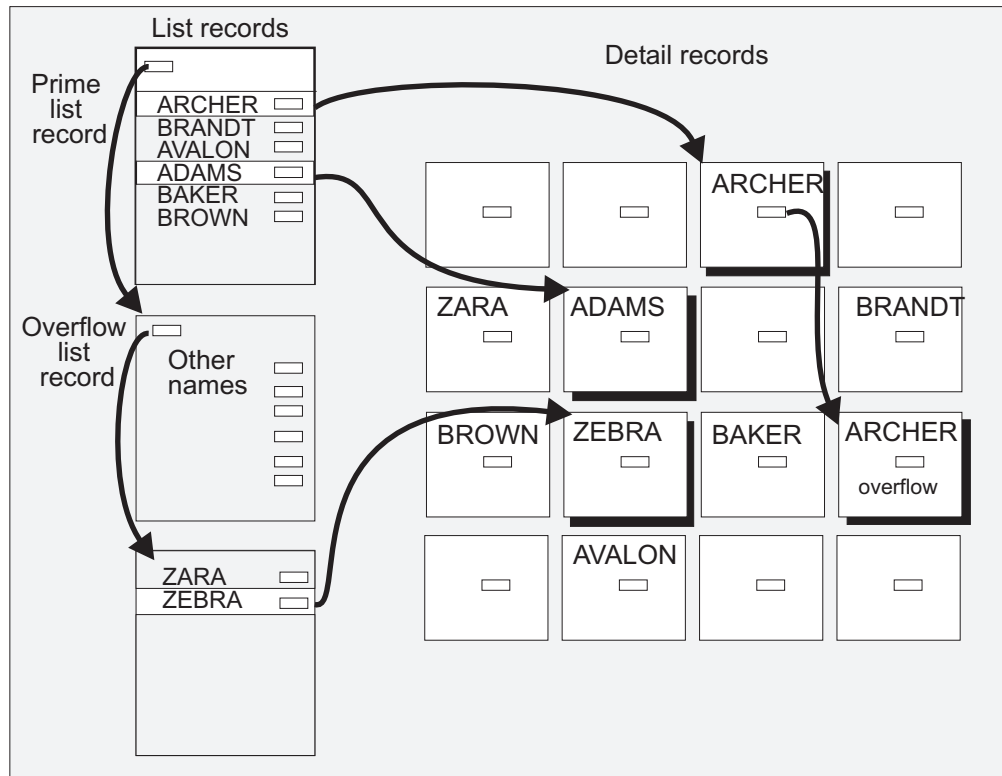 List records
Detail records
Prime
list
record
ARCHER
BRANDT
AVALON
ADAMS
BAKER
BROWN
Overflow
list
record
Other
names
ZARA
ZEBRA
ARCHER
ZARA
ADAMS
BRANDT
BROWN
ZEBRA
BAKER
ARCHER
overflow
AVALON